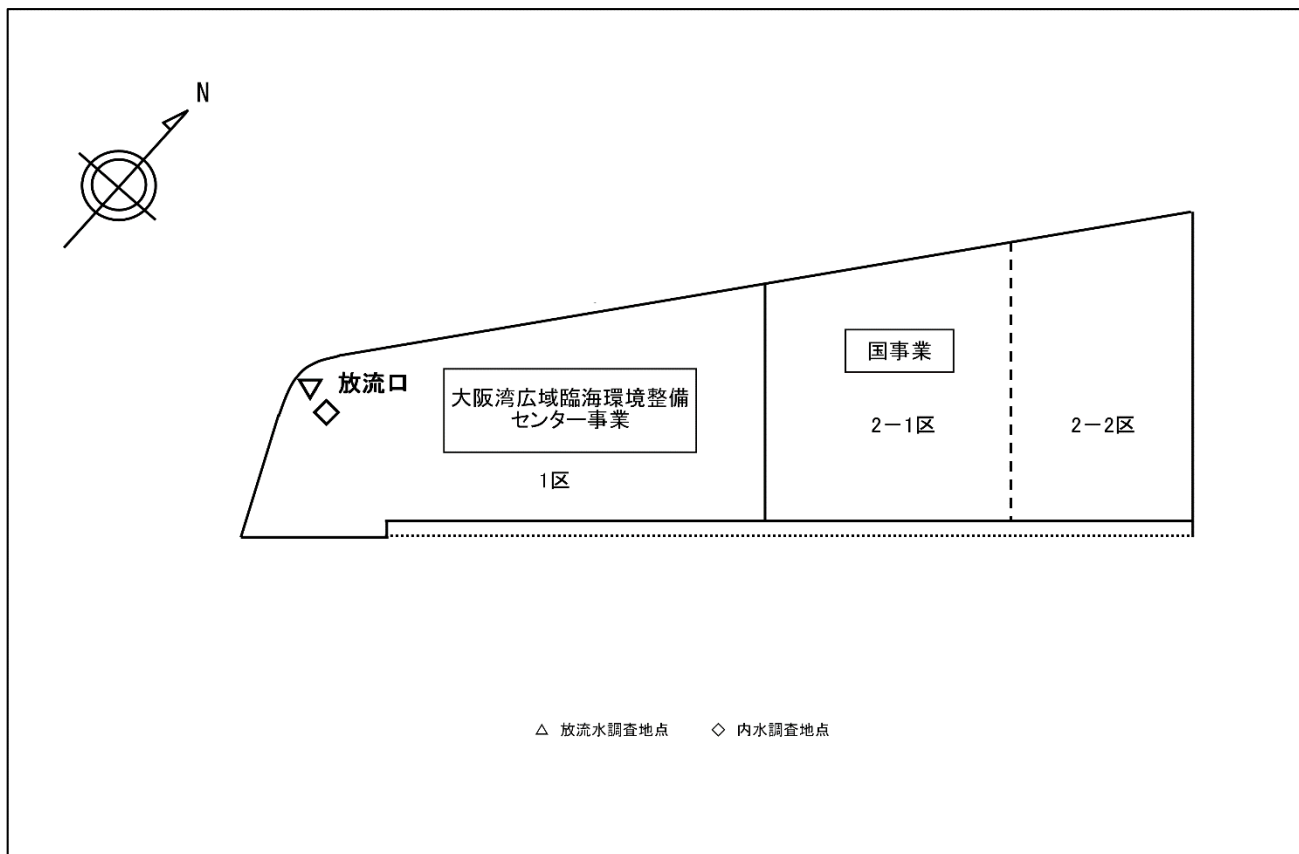 N
放流口
大阪湾広域臨海環境整備
センター事業
1区
国事業
2-1区
2-2区
△ 放流水調査地点 ◇ 内水調査地点